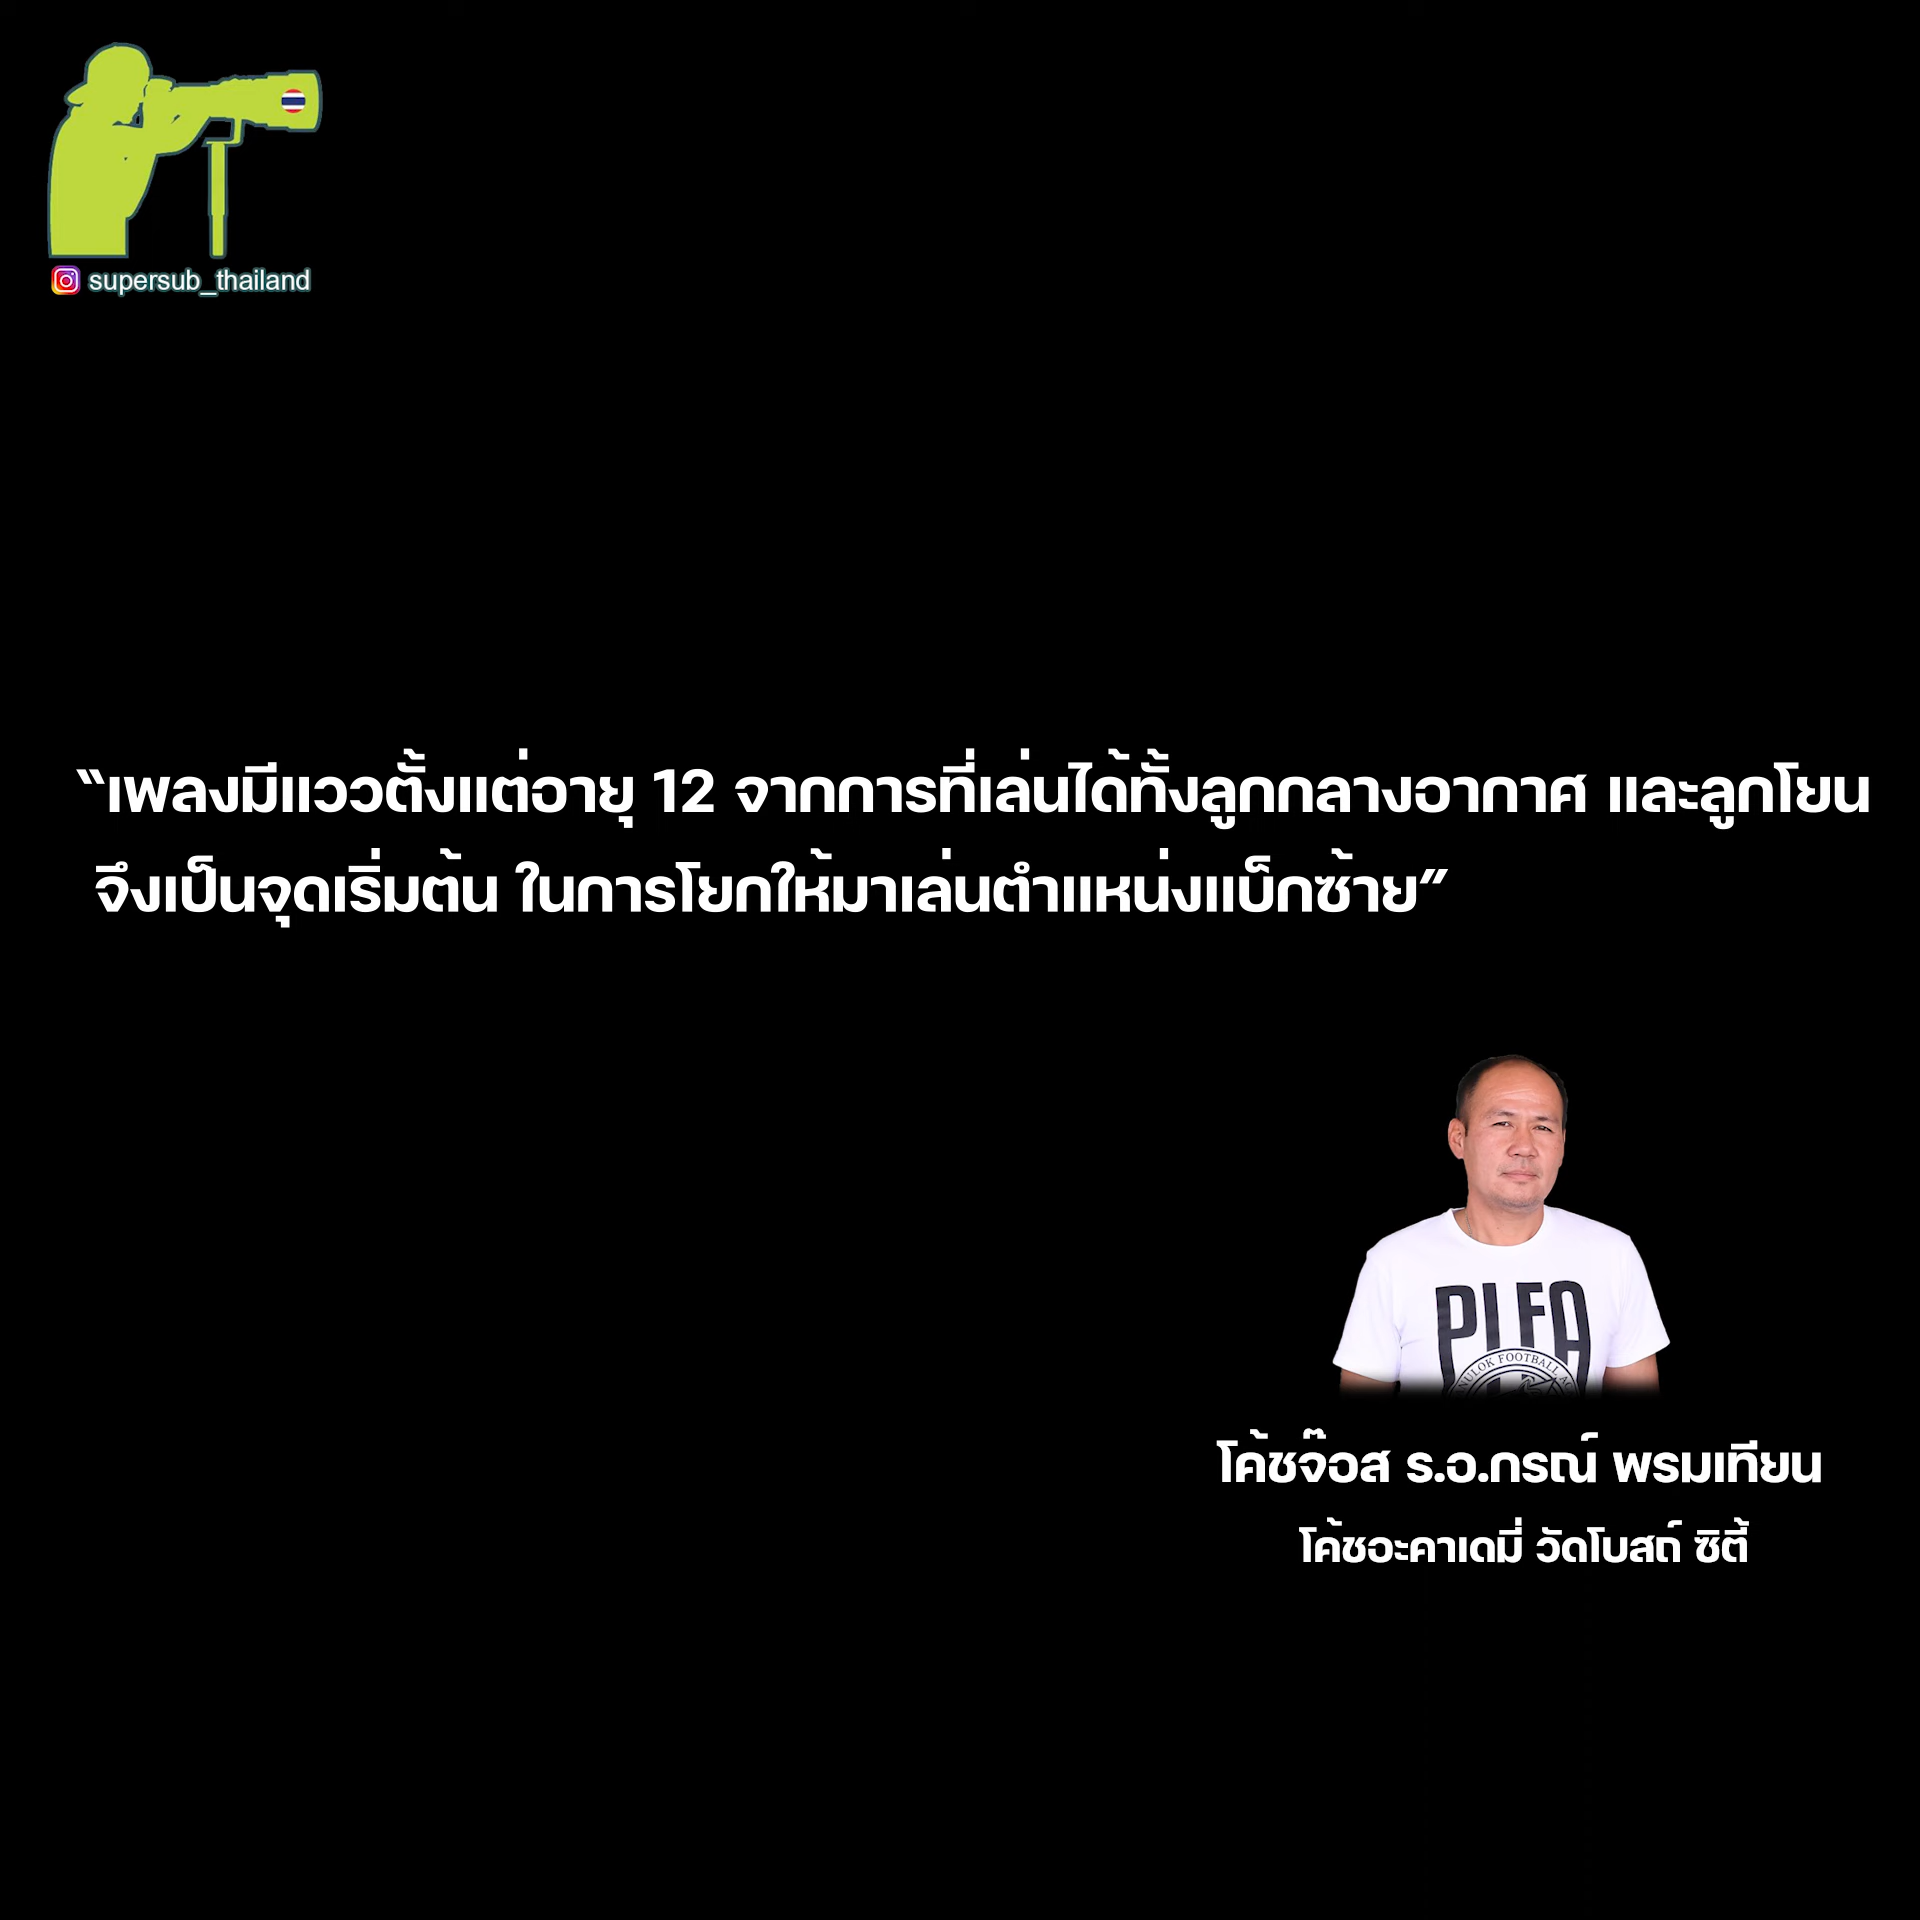 supersub_thailand
“เพลงมีแววตั้งแต่อายุ 12 จากการที่เล่นได้ทั้งลูกกลางอากาศ และลูกโยน
จึงเป็นจุดเริ่มต้น ในการโยกให้มาเล่นตำแหน่งแบ็กซ้าย”
PLFA
NULOK FOOTBALL AC
โค้ชจ๊อส ร.อ.กรณ์ พรมเทียน
โค้ชอะคาเดมี่ วัดโบสถ์ ซิตี้